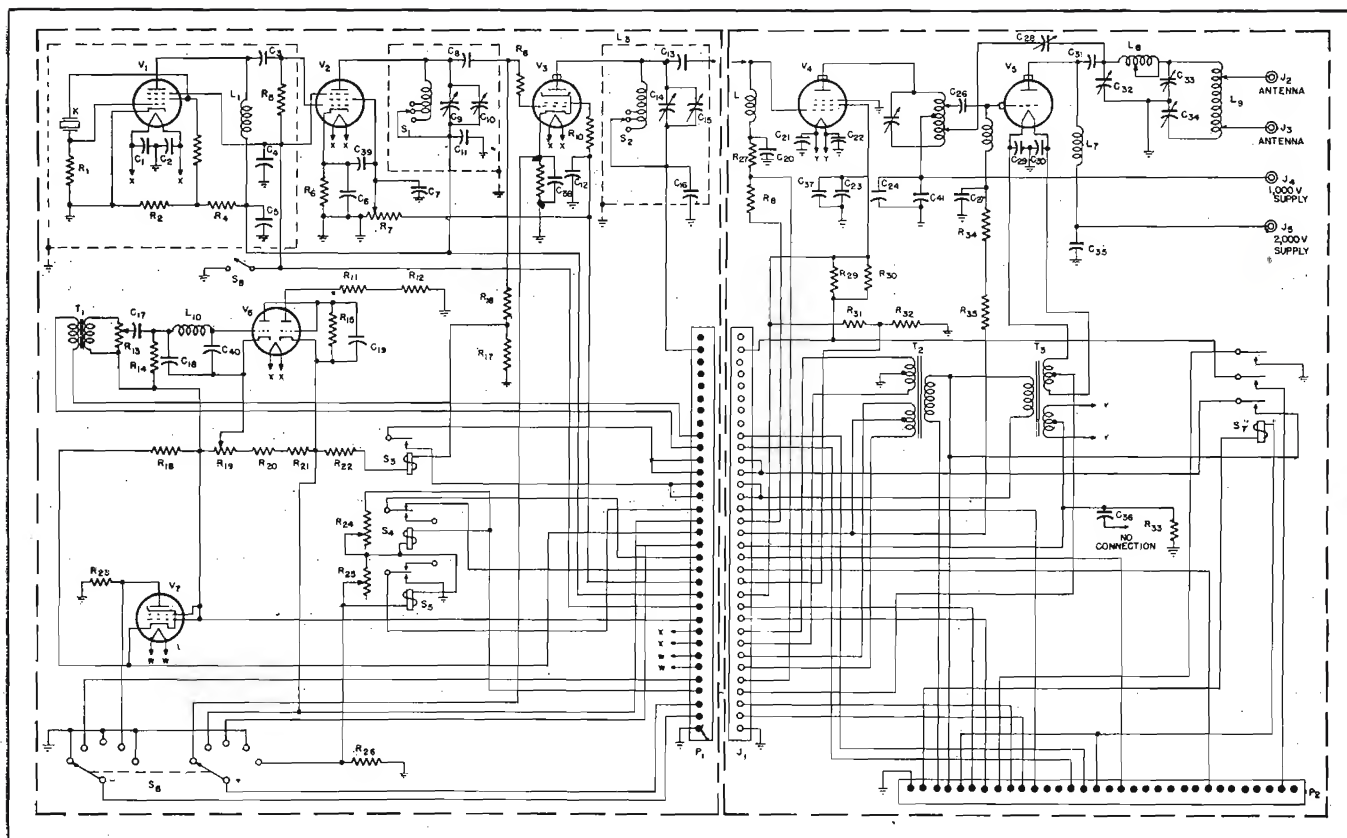 V1
C3
V2
C8
R8
V3
L3
C13
V4
C28
V5
C31
L8
C33
J2
ANTENNA
L1
R5
S1
C9
C10
C14
C15
S2
L
C26
C32
C34
L9
X
C1
C2
X
X
C4
X
X
C39
C11
R10
X
C21
C22
Y Y
C29
C30
L7
J3
ANTENNA
R1
R2
R4
C5
R6
C6
C7
R7
C38
C12
C16
R27
C20
R8
C37
C23
C24
C41
C27
R34
J4
1,000 V
SUPPLY
J5
2,000 V
SUPPLY
C35
S8
R11
R12
R29
R30
R35
T1
C17
L10
V6
R15
C19
R16
R31
R32
R13
R14
C18
C40
X X
R17
T2
T3
Y
Y
S7
R18
R19
R20
R21
R22
S3
R24
S4
C36
NO
CONNECTION
R33
R25
S5
R23
V7
W W
X
X
W
W
S6
-
+
R26
P1
J1
P2